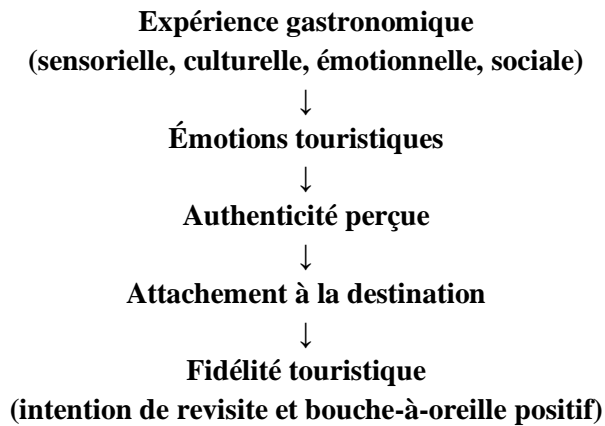 Expérience gastronomique
(sensorielle, culturelle, émotionnelle, sociale)
↓
Émotions touristiques
↓
Authenticité perçue
↓
Attachement à la destination
↓
Fidélité touristique
(intention de revisite et bouche-à-oreille positif)